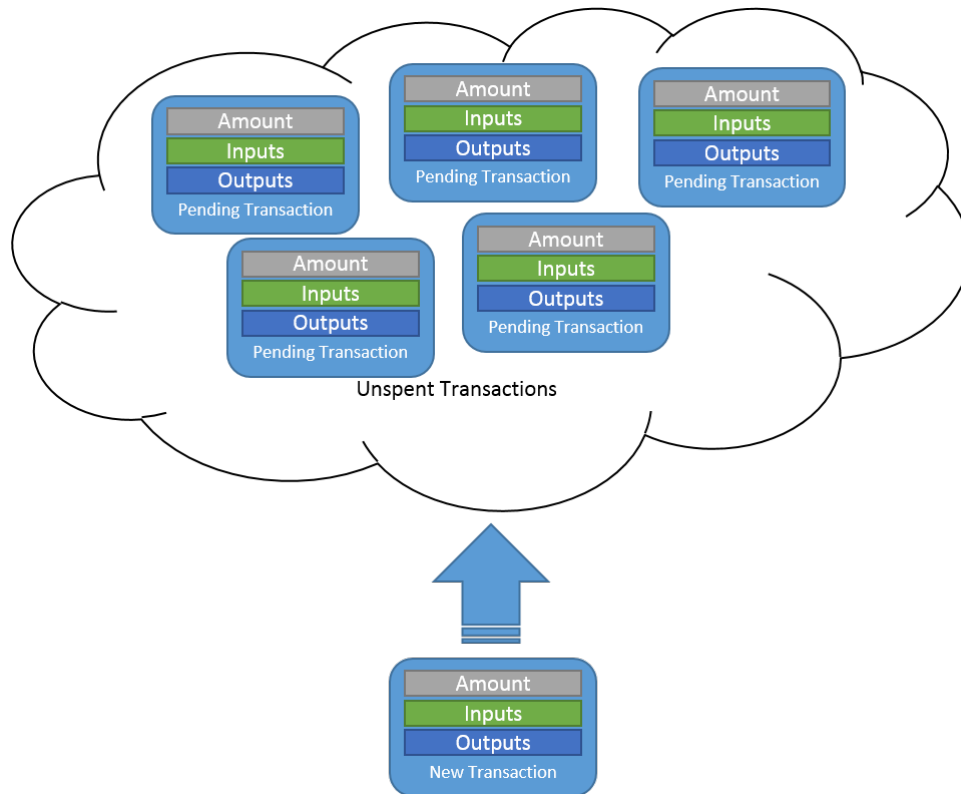 Amount
Inputs
Outputs
Pending Transaction
Amount
Inputs
Outputs
Pending Transaction
Amount
Inputs
Outputs
Pending Transaction
Amount
Inputs
Outputs
Pending Transaction
Amount
Inputs
Outputs
Pending Transaction
Unspent Transactions
Amount
Inputs
Outputs
New Transaction